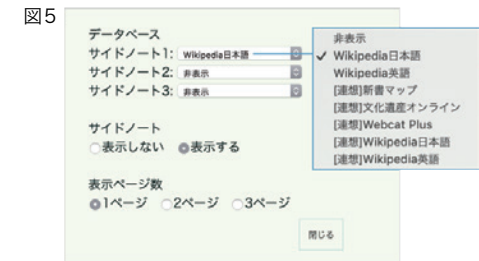 図5
データベース
サイドノート1: Wikipedia日本語
サイドノート2: 非表示
サイドノート3: 非表示
サイドノート
表示しない 表示する
表示ページ数
1ページ 2ページ 3ページ
閉じる
非表示
✓ Wikipedia日本語
Wikipedia英語
[連想]新書マップ
[連想]文化遺産オンライン
[連想]Webcat Plus
[連想]Wikipedia日本語
[連想]Wikipedia英語